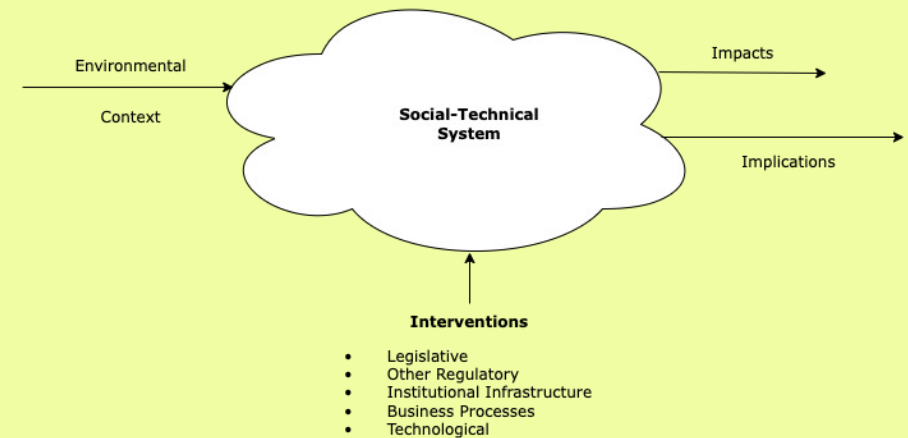 Environmental
Context
Social-Technical
System
Impacts
Implications
Interventions
• Legislative
• Other Regulatory
• Institutional Infrastructure
• Business Processes
• Technological